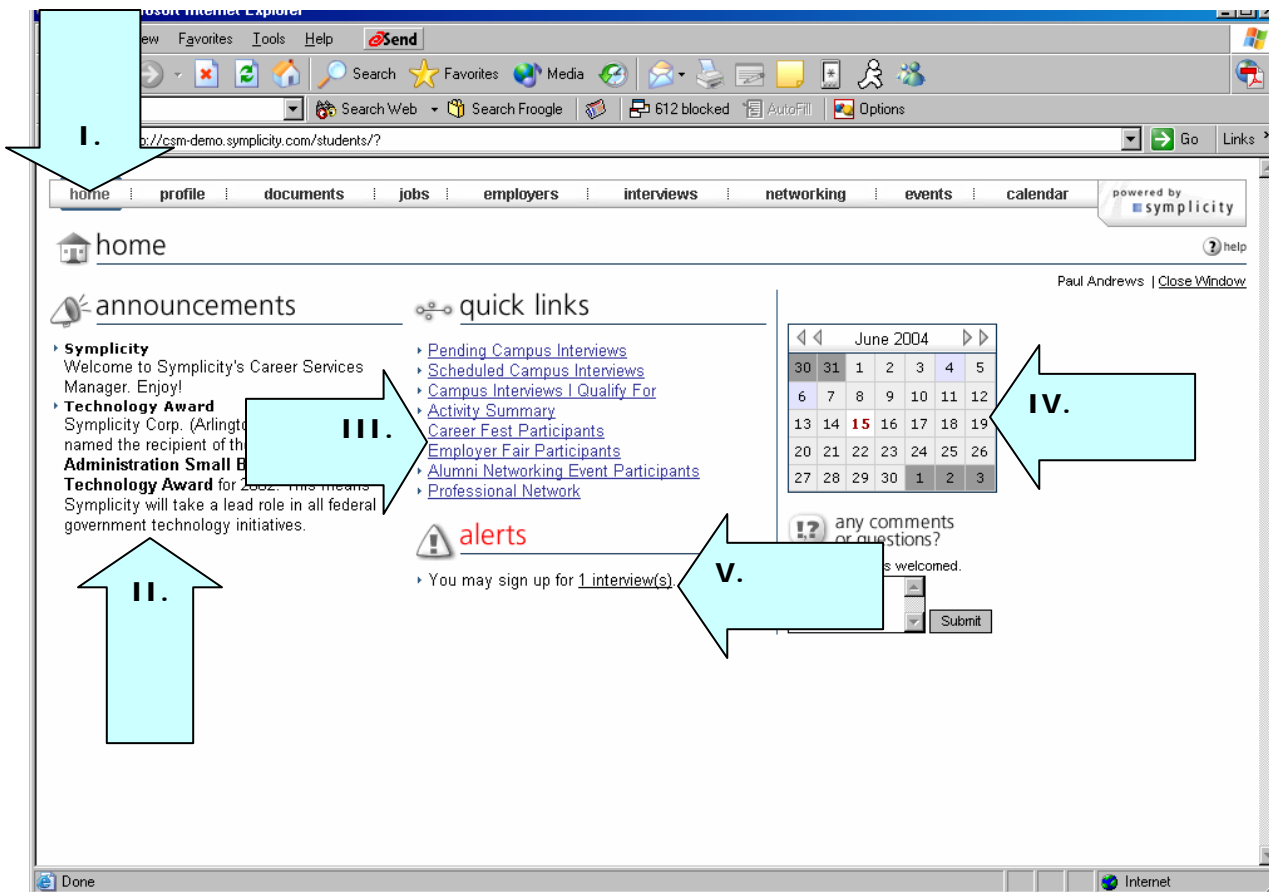 Internet Explorer
ew Favorites Tools Help eSend
Search Favorites Media
Search Web Search Froogle 612 blocked AutoFill Options
I.
://csm-demo.symplicity.com/students/? Go Links
home profile documents jobs employers interviews networking events calendar powered by
symplicity
home
help
Paul Andrews | Close Window
announcements
Symplicity
Welcome to Symplicity's Career Services
Manager. Enjoy!
Technology Award
Symplicity Corp. (Arlingt
named the recipient of th
Administration Small B
Technology Award for 2002. This means
Symplicity will take a lead role in all federal
government technology initiatives.
II.
quick links
Pending Campus Interviews
Scheduled Campus Interviews
Campus Interviews I Qualify For
Activity Summary
Career Fest Participants
Employer Fair Participants
Alumni Networking Event Participants
Professional Network
III.
alerts
You may sign up for 1 interview(s).
V.
June 2004
30 31 1 2 3 4 5
6 7 8 9 10 11 12
13 14 15 16 17 18 19
20 21 22 23 24 25 26
27 28 29 30 1 2 3
IV.
!? any comments
or questions?
s welcomed.
Submit
Done Internet